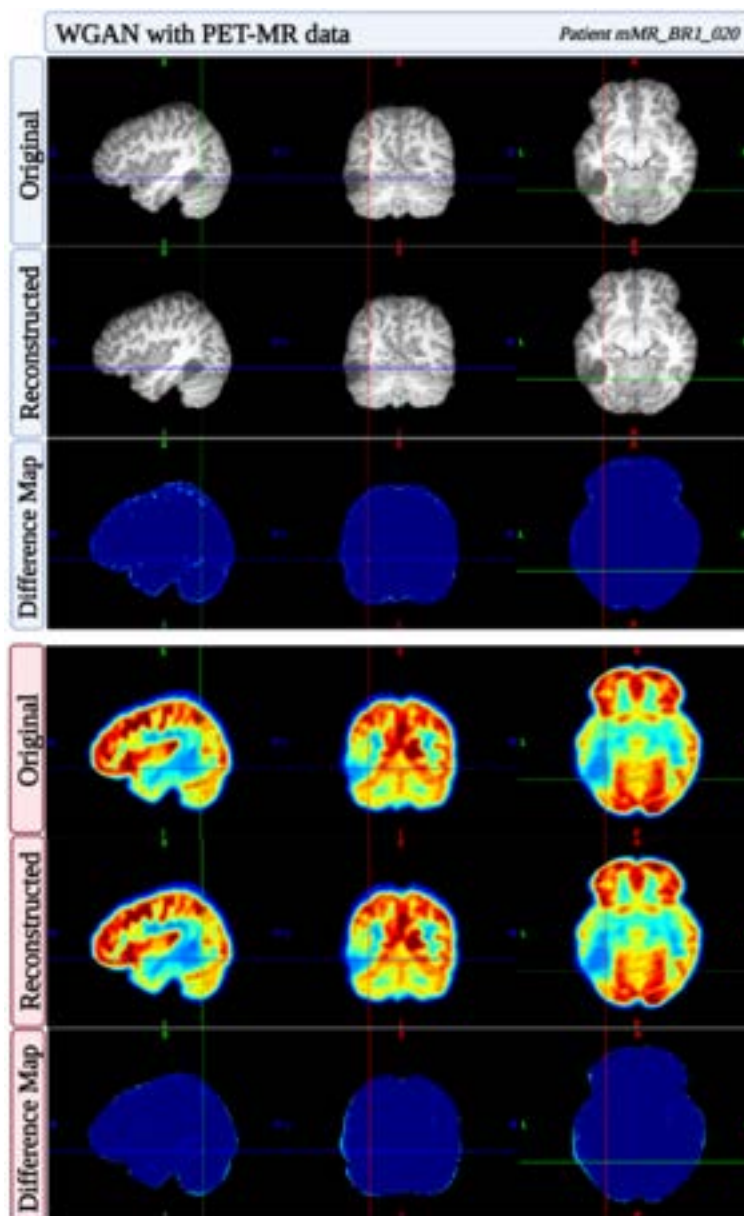 WGAN with PET-MR data
Patient mMR_BR1_020
Original
Reconstructed
Difference Map
Original
Reconstructed
Difference Map